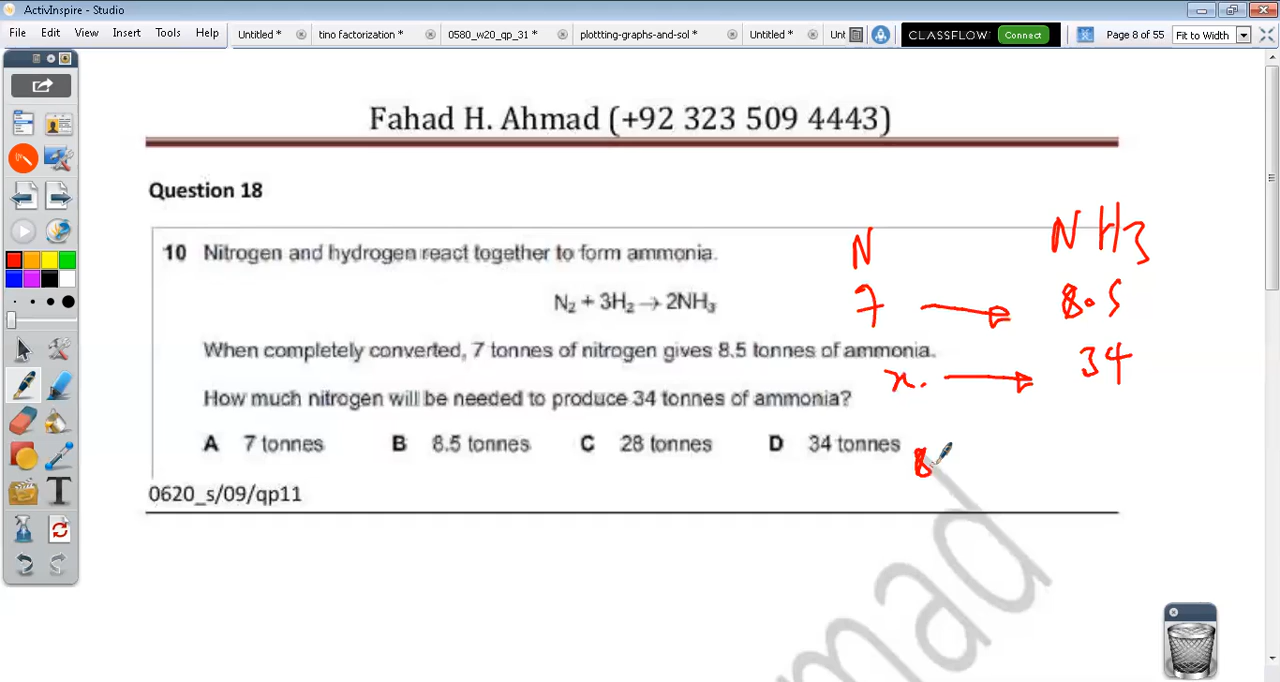 ActivInspire - Studio
File Edit View Insert Tools Help Untitled * tino factprization * 0580_w20_qp_31 * plottting-graphs-and-sol * Untitled * Unt CLASSFLOW Connect Page 8 of 55 Fit to Width
Fahad H. Ahmad (+92 323 509 4443)
Question 18
10 Nitrogen and hydrogen react together to form ammonia.
N₂ + 3H₂ → 2NH₃
When completely converted, 7 tonnes of nitrogen gives 8.5 tonnes of ammonia.
How much nitrogen will be needed to produce 34 tonnes of ammonia?
A 7 tonnes B 8.5 tonnes C 28 tonnes D 34 tonnes
0620_s/09/qp11
N NH3
7 → 8.5
x. → 34
8
mad